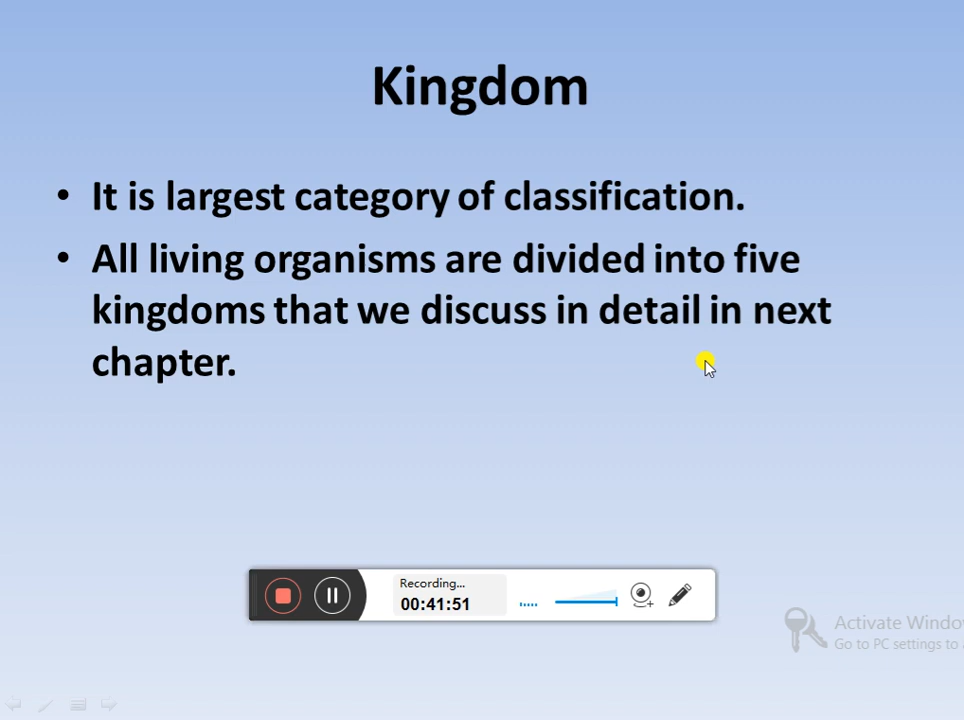 Kingdom
• It is largest category of classification.
• All living organisms are divided into five
kingdoms that we discuss in detail in next
chapter.
Recording...
00:41:51
Activate Windo
Go to PC settings to